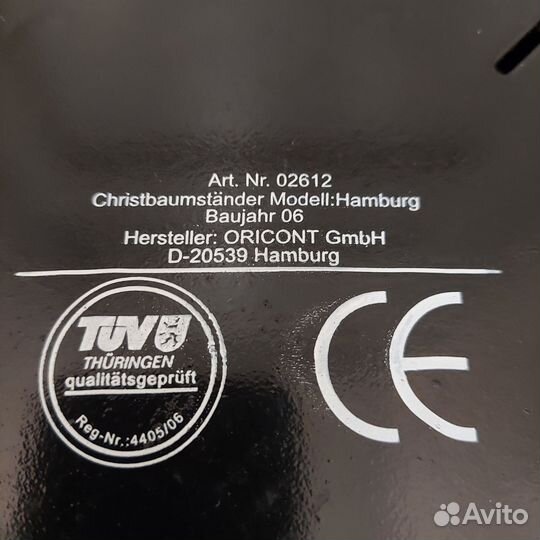 Art. Nr. 02612
Christbaumständer Modell:Hamburg
Baujahr 06
Hersteller: ORICONT GmbH
D-20539 Hamburg
TÜV
THÜRINGEN
qualitätsgeprüft
Reg-Nr.:4405/06
CE
Avito